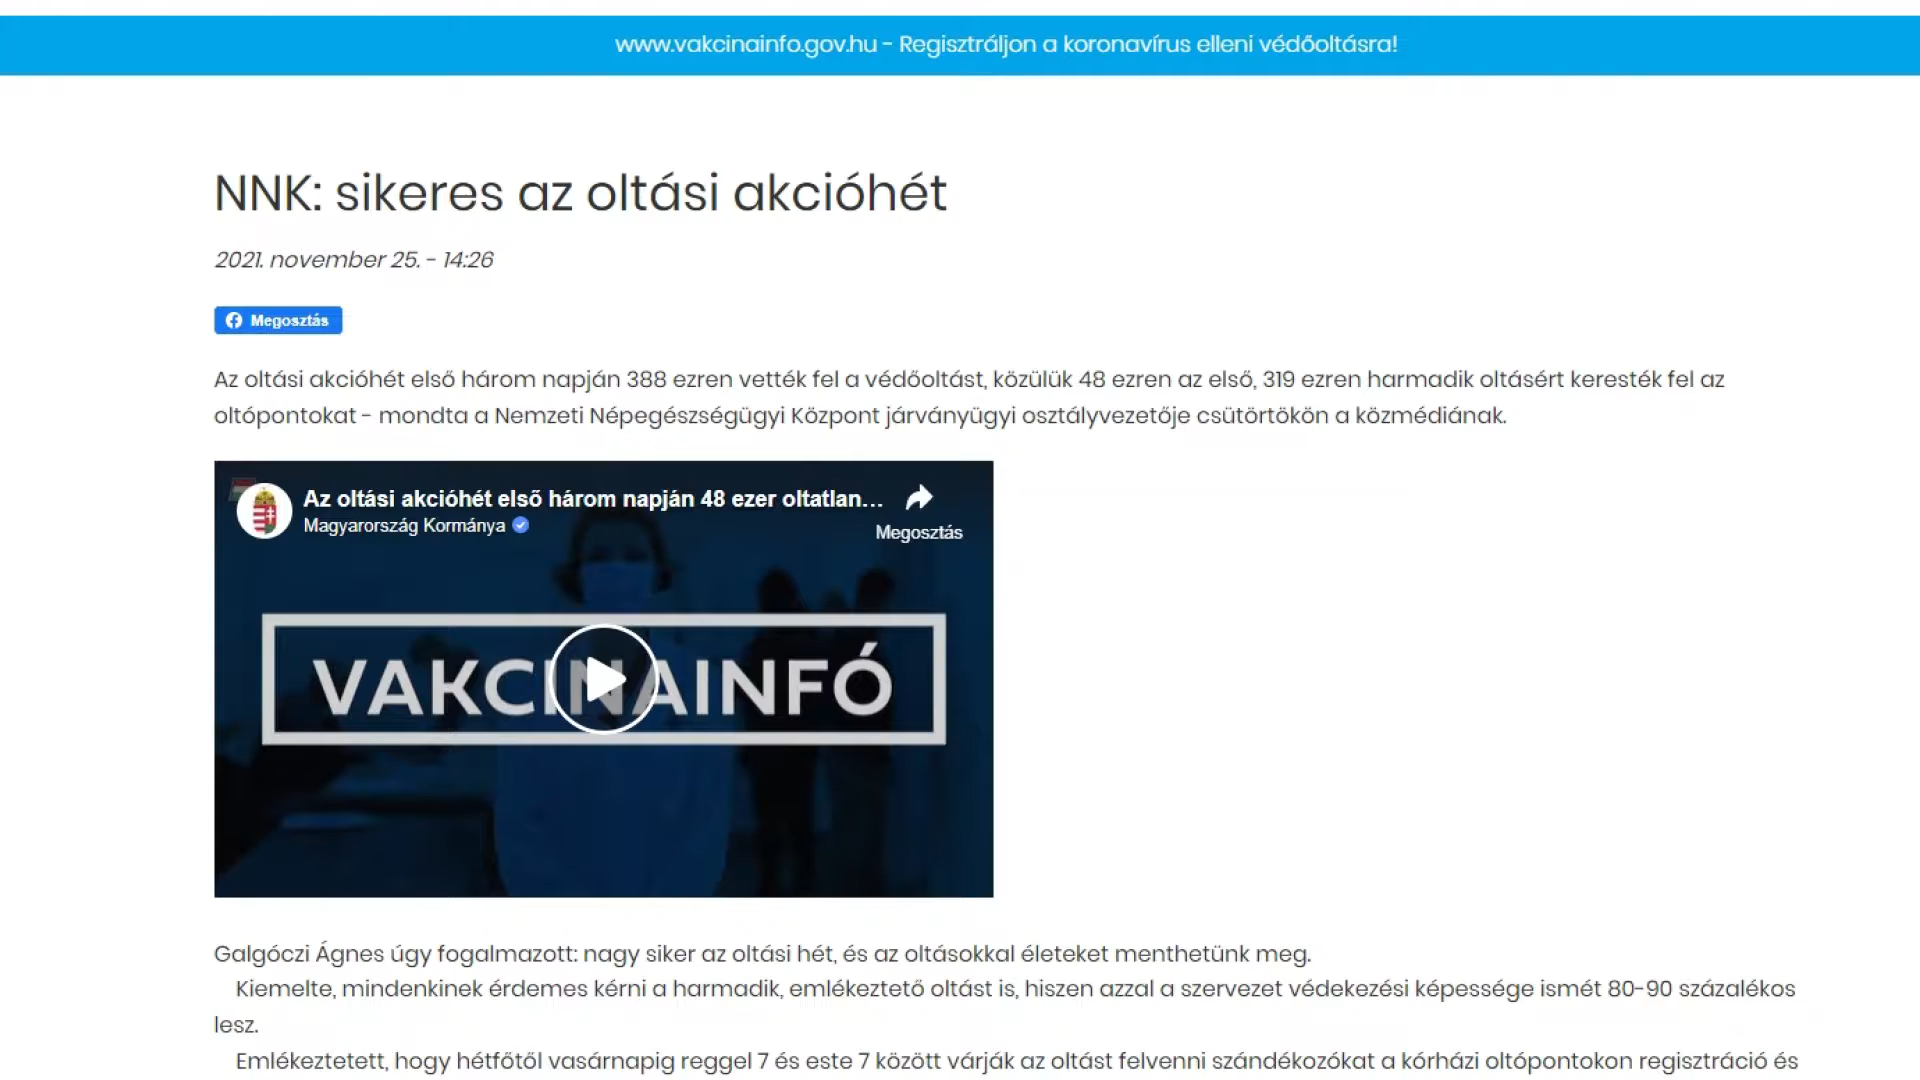 www.vakcinainfo.gov.hu - Regisztráljon a koronavírus elleni védőoltásra!
NNK: sikeres az oltási akcióhét
2021. november 25. - 14:26
Megosztás
Az oltási akcióhét első három napján 388 ezren vették fel a védőoltást, közülük 48 ezren az első, 319 ezren harmadik oltásért keresték fel az
oltópontokat - mondta a Nemzeti Népegészségügyi Központ járványügyi osztályvezetője csütörtökön a közmédiának.
Az oltási akcióhét első három napján 48 ezer oltatlan...
Magyarország Kormánya
Megosztás
VAKCINAINFÓ
Galgóczi Ágnes úgy fogalmazott: nagy siker az oltási hét, és az oltásokkal életeket menthetünk meg.
Kiemelte, mindenkinek érdemes kérni a harmadik, emlékeztető oltást is, hiszen azzal a szervezet védekezési képessége ismét 80-90 százalékos
lesz.
Emlékeztetett, hogy hétfőtől vasárnapig reggel 7 és este 7 között várják az oltást felvenni szándékozókat a kórházi oltópontokon regisztráció és